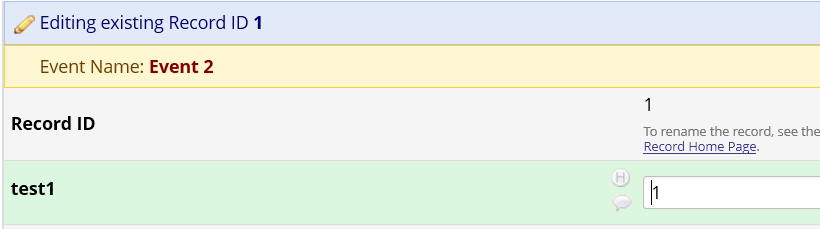 Editing existing Record ID 1
Event Name: Event 2
Record ID
1
To rename the record, see the
Record Home Page.
test1
H
1